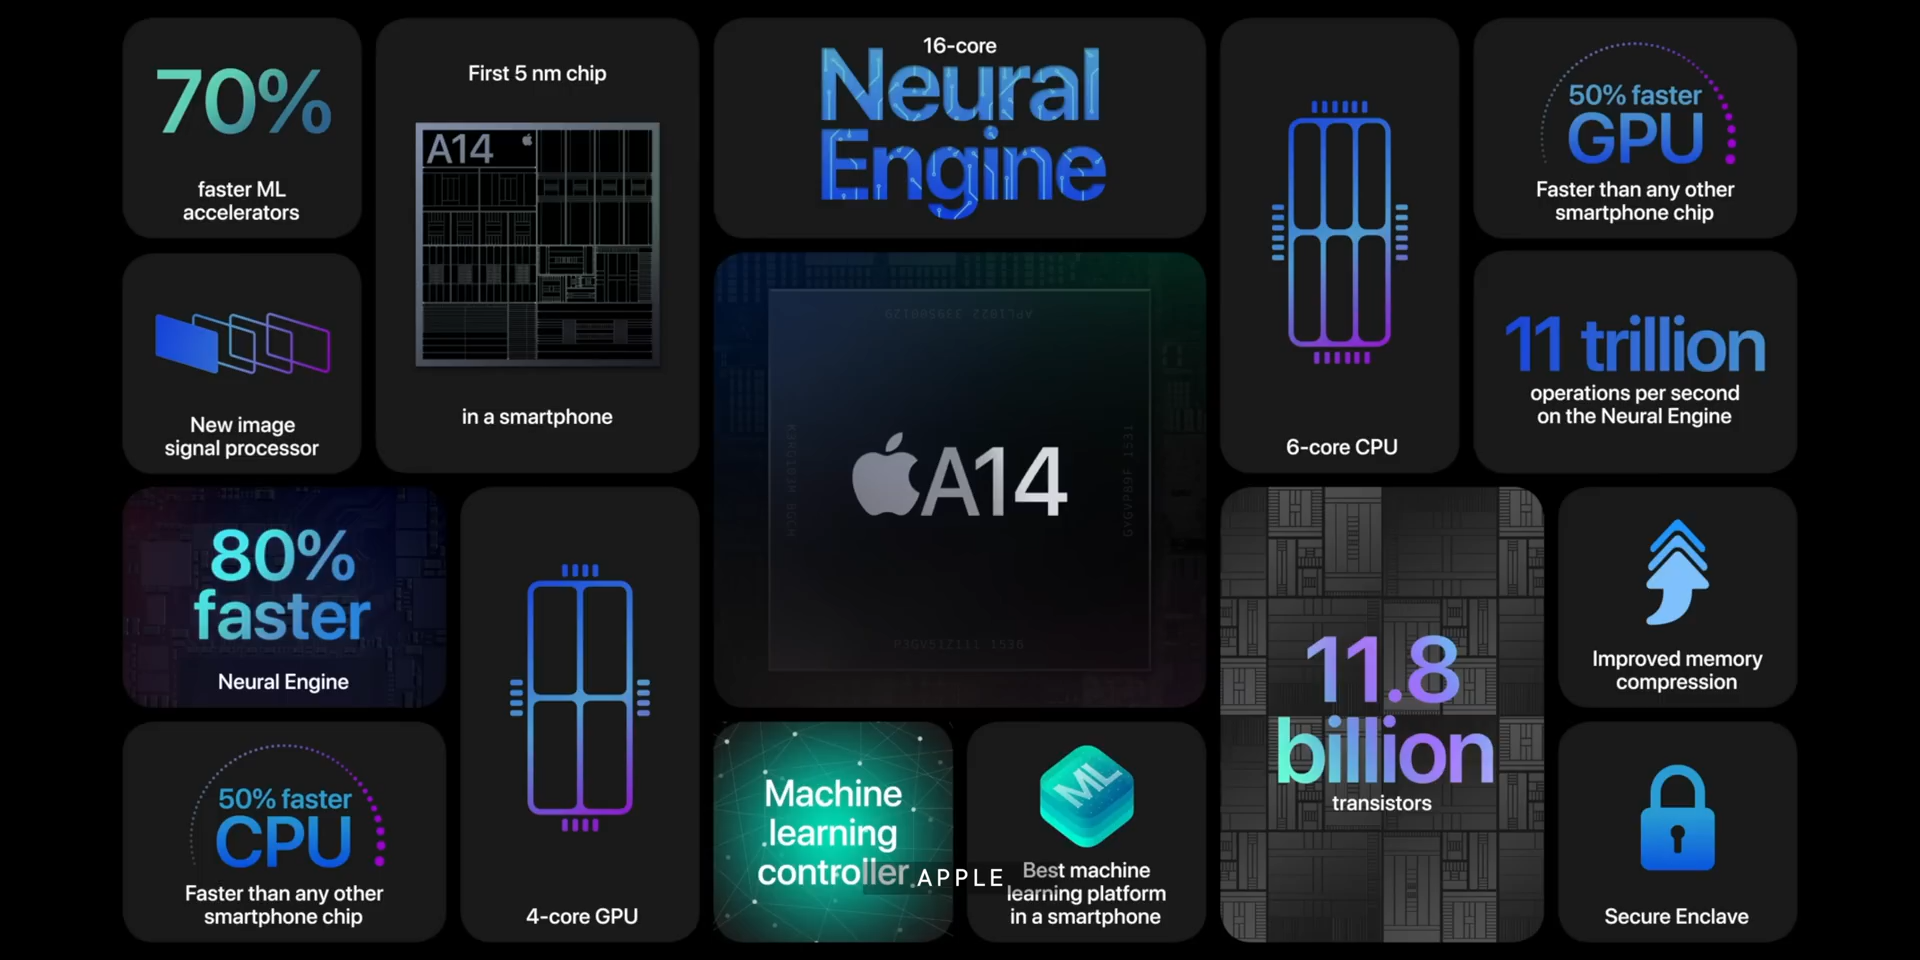 70%
faster ML
accelerators
First 5 nm chip
A14
in a smartphone
16-core
Neural
Engine
6-core CPU
50% faster
GPU
Faster than any other
smartphone chip
New image
signal processor
A14
11 trillion
operations per second
on the Neural Engine
80%
faster
Neural Engine
4-core GPU
11.8
billion
transistors
Improved memory
compression
50% faster
CPU
Faster than any other
smartphone chip
Machine
learning
controller
APPLE
ML
Best machine
learning platform
in a smartphone
Secure Enclave